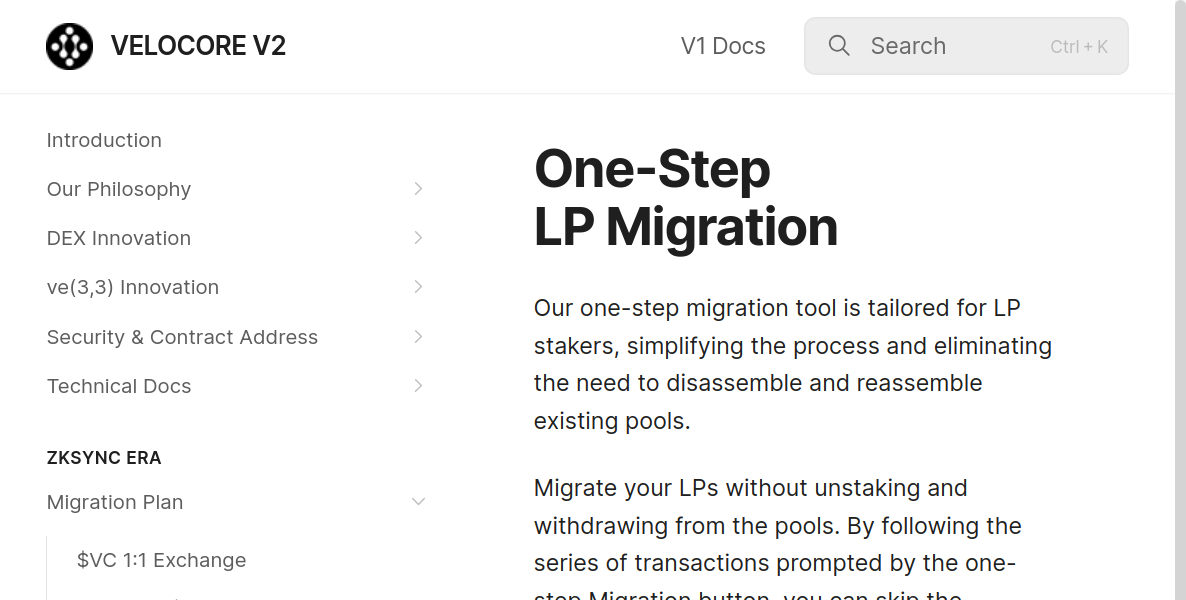 VELOCORE V2
V1 Docs
Search
Ctrl + K
Introduction
Our Philosophy
DEX Innovation
ve(3,3) Innovation
Security & Contract Address
Technical Docs
ZKSYNC ERA
Migration Plan
$VC 1:1 Exchange
One-Step
LP Migration
Our one-step migration tool is tailored for LP
stakers, simplifying the process and eliminating
the need to disassemble and reassemble
existing pools.
Migrate your LPs without unstaking and
withdrawing from the pools. By following the
series of transactions prompted by the one-
step Migration button, you can skip the